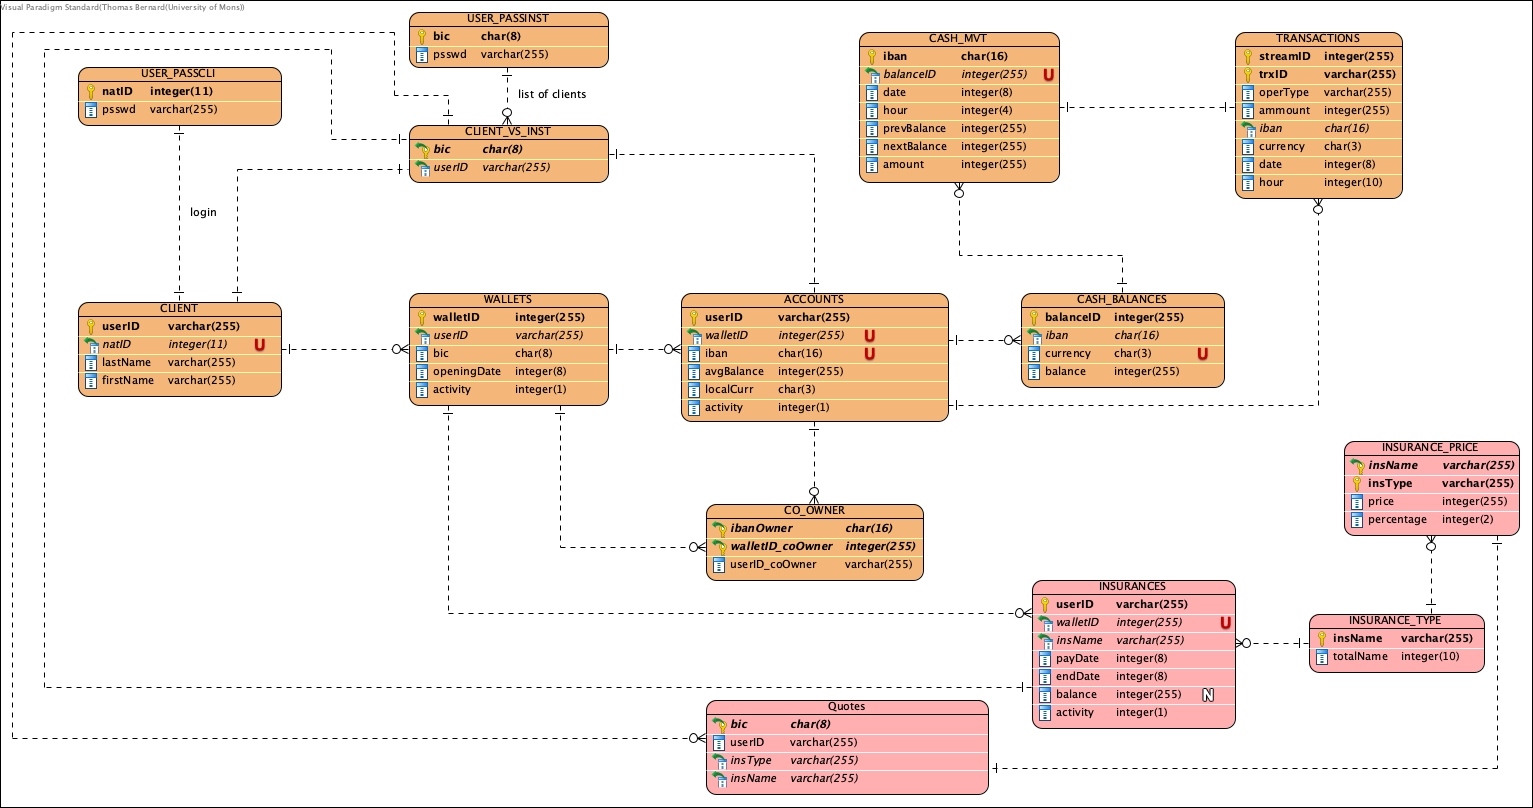 Visual Paradigm Standard(Thomas Bernard(University of Mons))
USER_PASSINST
bic char(8)
psswd varchar(255)
list of clients
USER_PASSCLI
natID integer(11)
psswd varchar(255)
login
CLIENT_VS_INST
bic char(8)
userID varchar(255)
CASH_MVT
iban char(16)
balanceID integer(255) U
date integer(8)
hour integer(4)
prevBalance integer(255)
nextBalance integer(255)
amount integer(255)
TRANSACTIONS
streamID integer(255)
trxID varchar(255)
operType varchar(255)
ammount integer(255)
iban char(16)
currency char(3)
date integer(8)
hour integer(10)
CLIENT
userID varchar(255)
natID integer(11) U
lastName varchar(255)
firstName varchar(255)
WALLETS
walletID integer(255)
userID varchar(255)
bic char(8)
openingDate integer(8)
activity integer(1)
ACCOUNTS
userID varchar(255)
walletID integer(255) U
iban char(16) U
avgBalance integer(255)
localCurr char(3)
activity integer(1)
CASH_BALANCES
balanceID integer(255)
iban char(16)
currency char(3) U
balance integer(255)
CO_OWNER
ibanOwner char(16)
walletID_coOwner integer(255)
userID_coOwner varchar(255)
INSURANCE_PRICE
insName varchar(255)
insType varchar(255)
price integer(255)
percentage integer(2)
INSURANCES
userID varchar(255)
walletID integer(255) U
insName varchar(255)
payDate integer(8)
endDate integer(8)
balance integer(255) N
activity integer(1)
INSURANCE_TYPE
insName varchar(255)
totalName integer(10)
Quotes
bic char(8)
userID varchar(255)
insType varchar(255)
insName varchar(255)